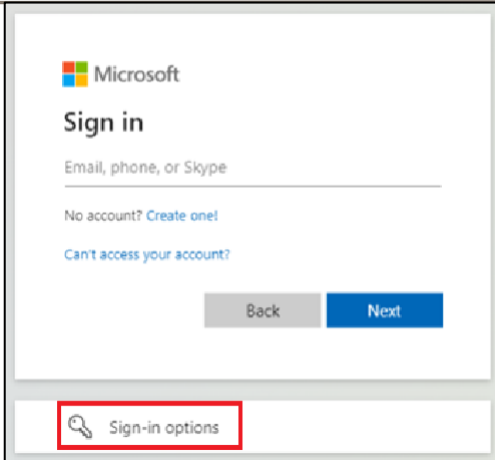 Microsoft
Sign in
Email, phone, or Skype
No account? Create one!
Can't access your account?
Back
Next
Sign-in options